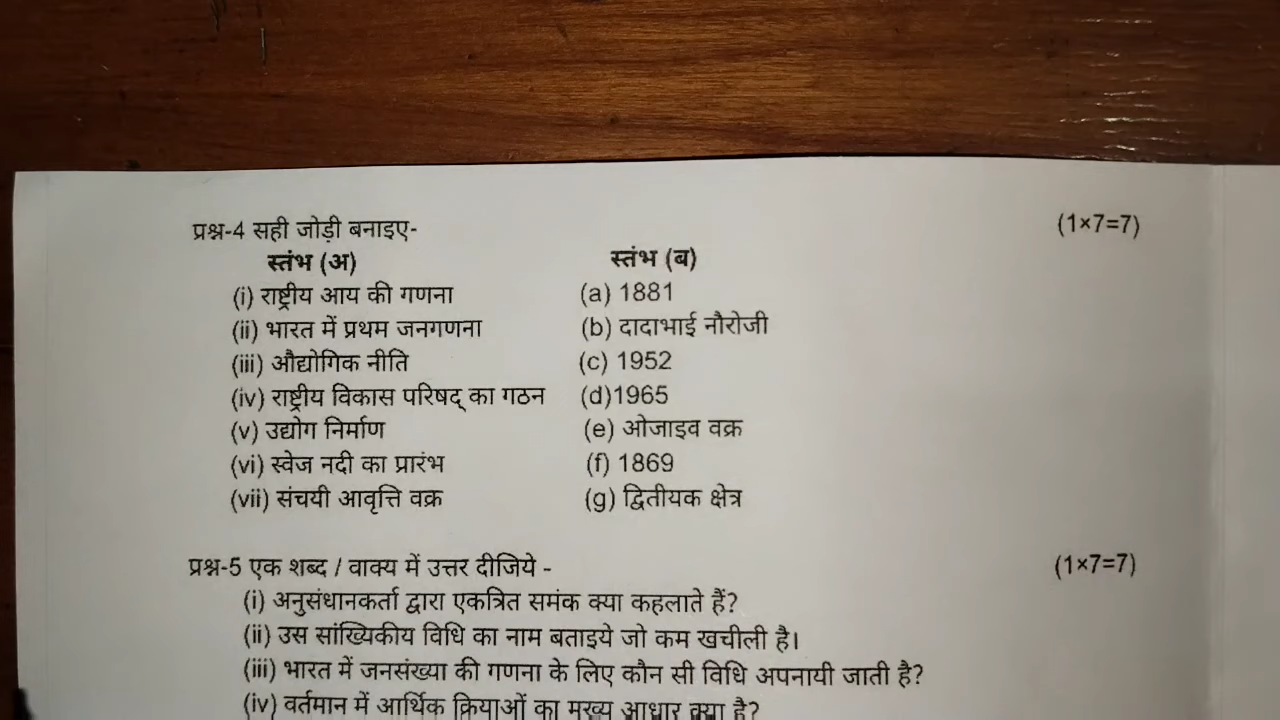 प्रश्न-4 सही जोड़ी बनाइए- (1×7=7)
स्तंभ (अ) स्तंभ (ब)
(i) राष्ट्रीय आय की गणना (a) 1881
(ii) भारत में प्रथम जनगणना (b) दादाभाई नौरोजी
(iii) औद्योगिक नीति (c) 1952
(iv) राष्ट्रीय विकास परिषद् का गठन (d)1965
(v) उद्योग निर्माण (e) ओजाइव वक्र
(vi) स्वेज नदी का प्रारंभ (f) 1869
(vii) संचयी आवृत्ति वक्र (g) द्वितीयक क्षेत्र
प्रश्न-5 एक शब्द / वाक्य में उत्तर दीजिये - (1×7=7)
(i) अनुसंधानकर्ता द्वारा एकत्रित समंक क्या कहलाते हैं?
(ii) उस सांख्यिकीय विधि का नाम बताइये जो कम खचीली है।
(iii) भारत में जनसंख्या की गणना के लिए कौन सी विधि अपनायी जाती है?
(iv) वर्तमान में आर्थिक क्रियाओं का मुख्य आधार क्या है?